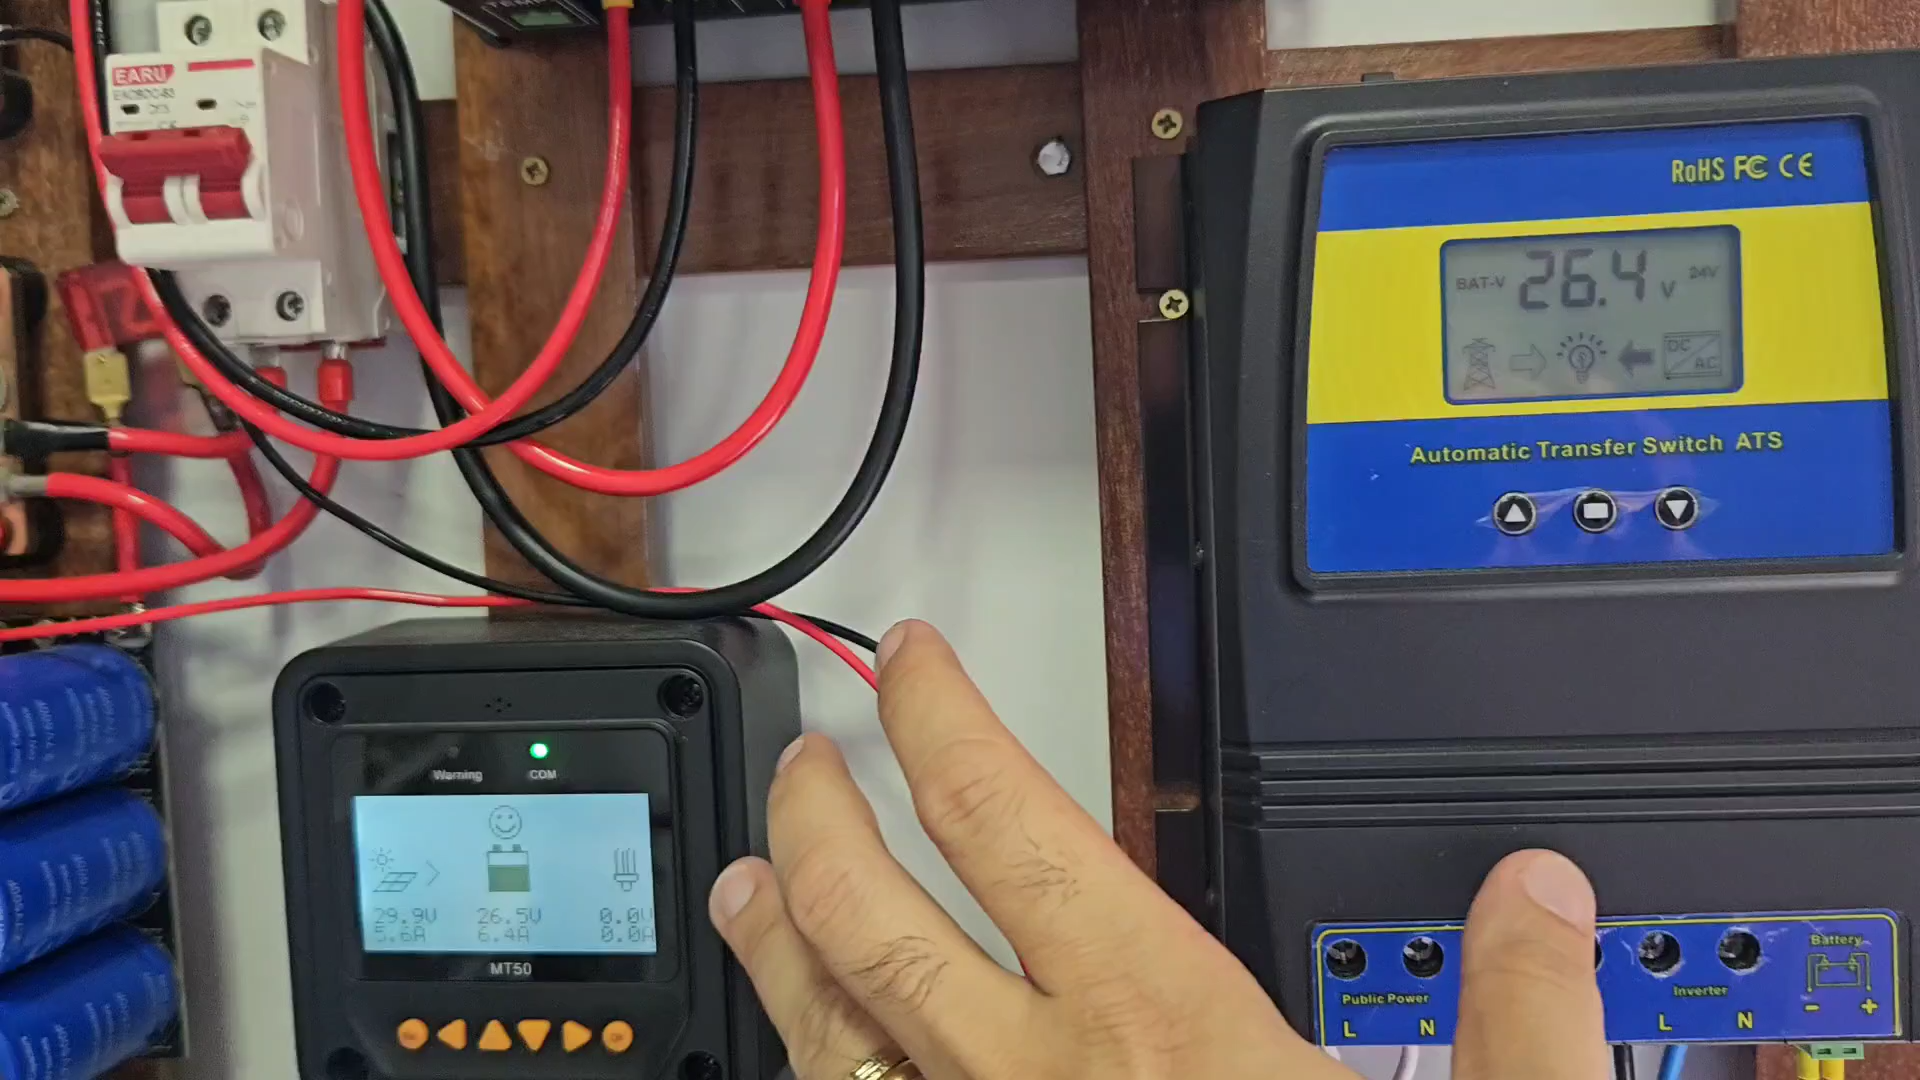 EARU
RoHS FC CE
BAT-V 26.4 V 24V
DC
AC
Automatic Transfer Switch ATS
Warning COM
29.9V 26.5V 0.0V
5.6A 6.4A 0.0A
MT50
Public Power
L N
Inverter
L N
Battery
- +